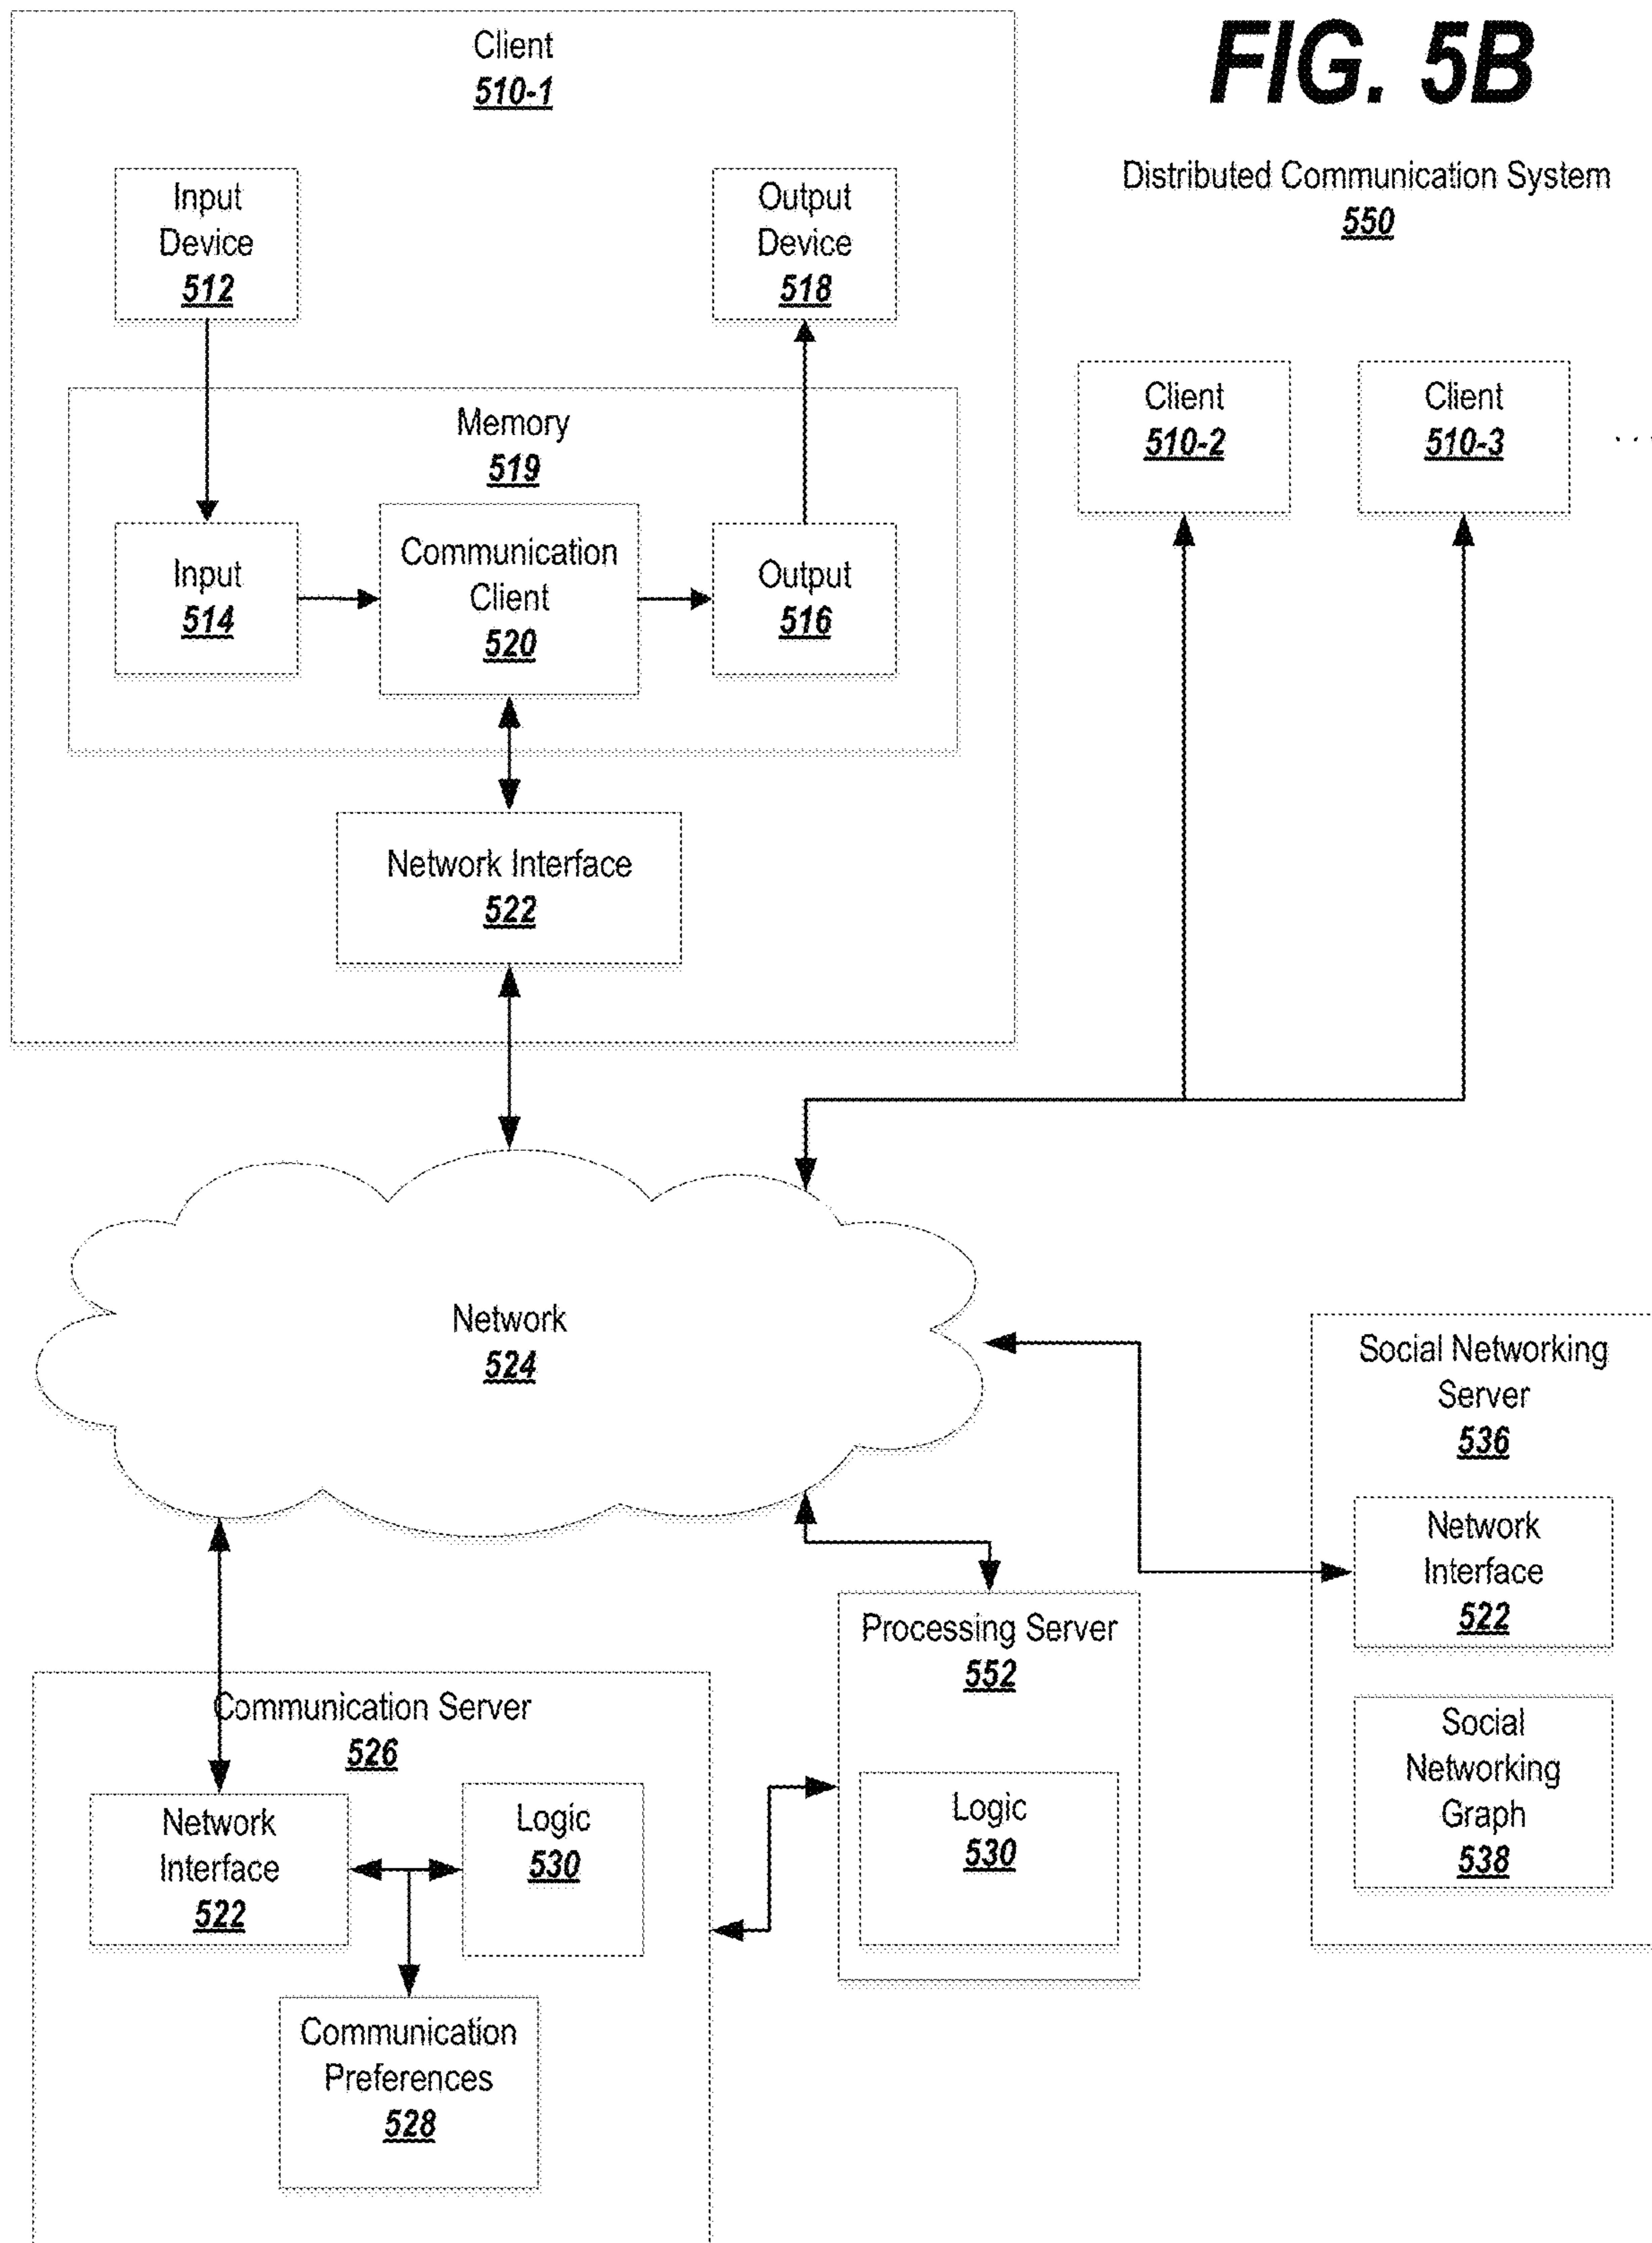 FIG. 5B
Distributed Communication System
550
Client
510-1
Input
Device
512
Output
Device
518
Memory
519
Input
514
Communication
Client
520
Output
516
Network Interface
522
Client
510-2
Client
510-3
. . .
Network
524
Social Networking
Server
536
Network
Interface
522
Social
Networking
Graph
538
Processing Server
552
Logic
530
Communication Server
526
Network
Interface
522
Logic
530
Communication
Preferences
528